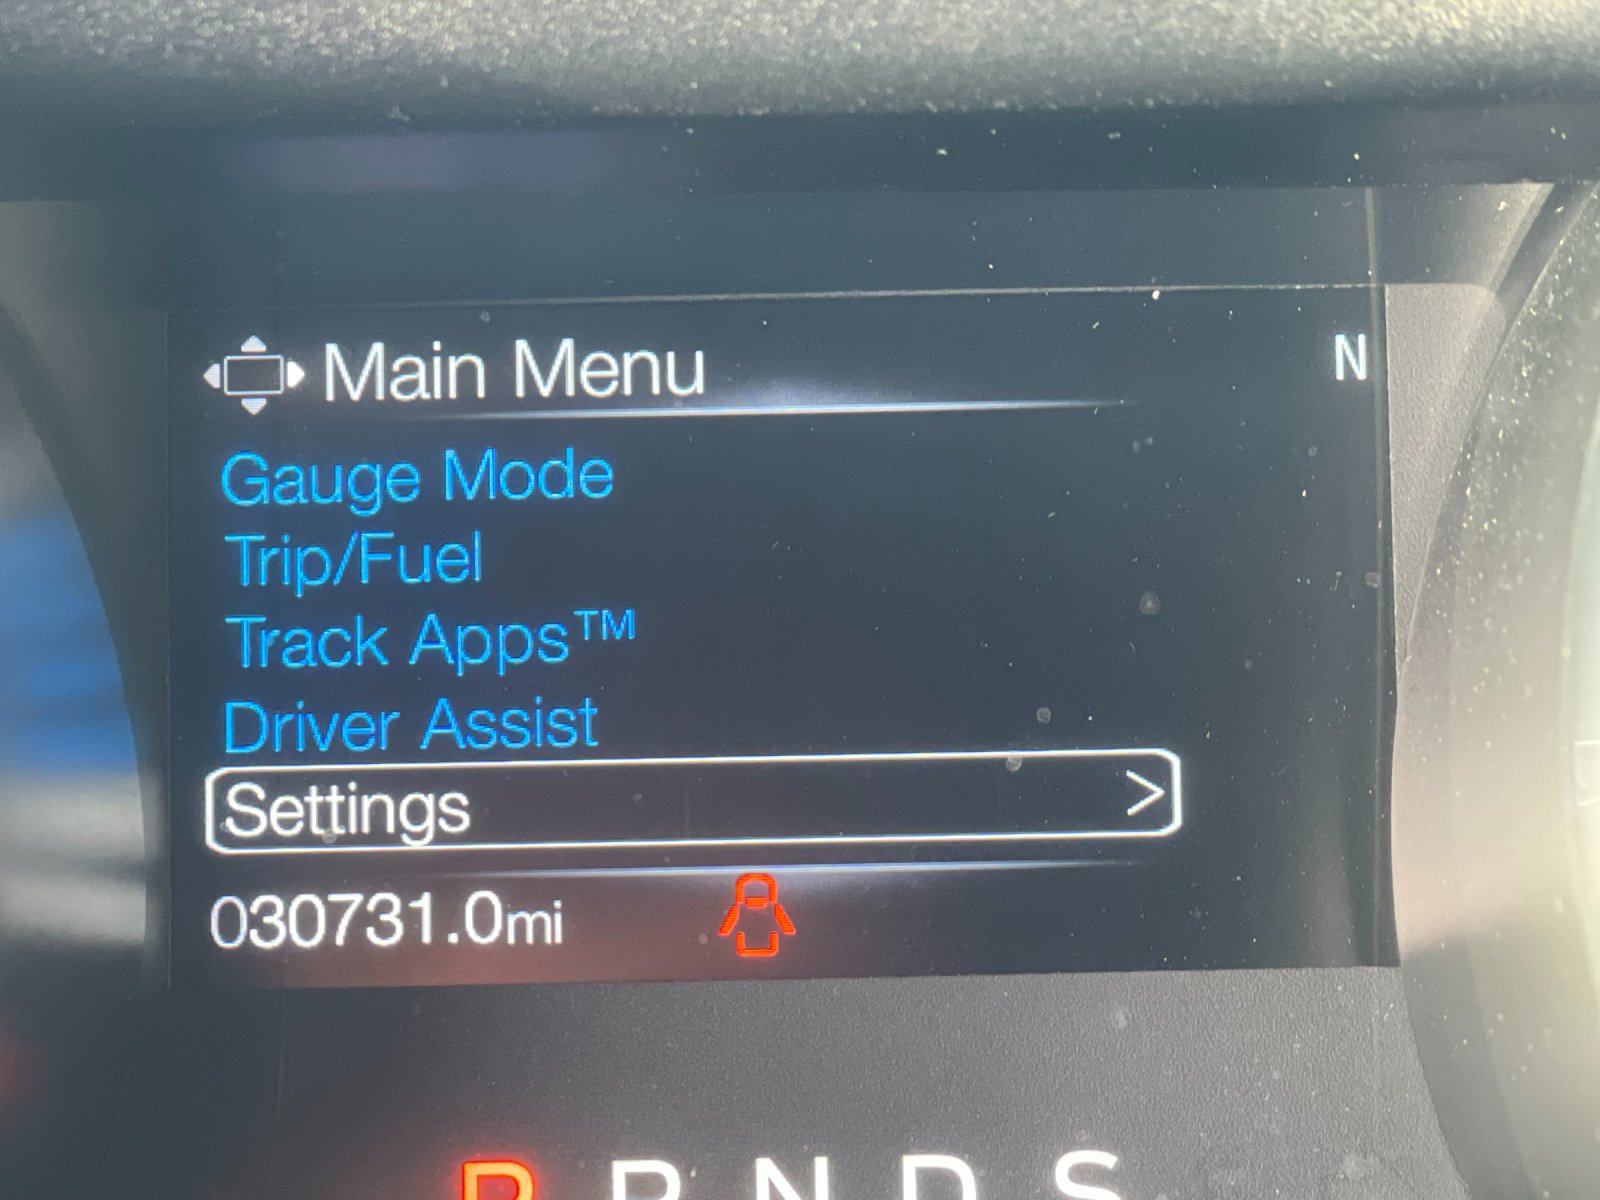 Main Menu
N
Gauge Mode
Trip/Fuel
Track Apps™
Driver Assist
Settings >
030731.0mi
P R N D S